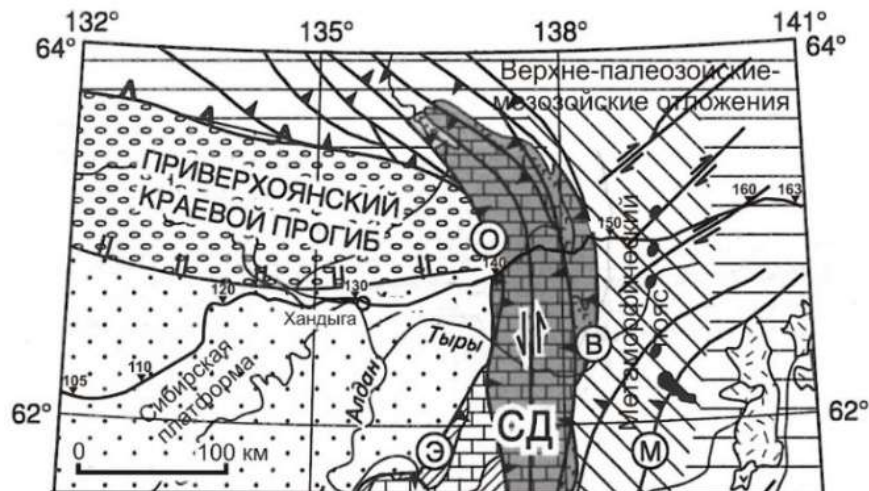 132° 135° 138° 141°
64° 64°
Верхне-палеозойские-
мезозойские отложения
ПРИВЕРХОЯНСКИЙ
КРАЕВОЙ ПРОГИБ
160 163
150
О
140
130
120
Хандыга
Метаморфический
пояс
Тыры
В
110
105
Сибирская
платформа
Алдан
62° 62°
СД
0 100 км
Э
М